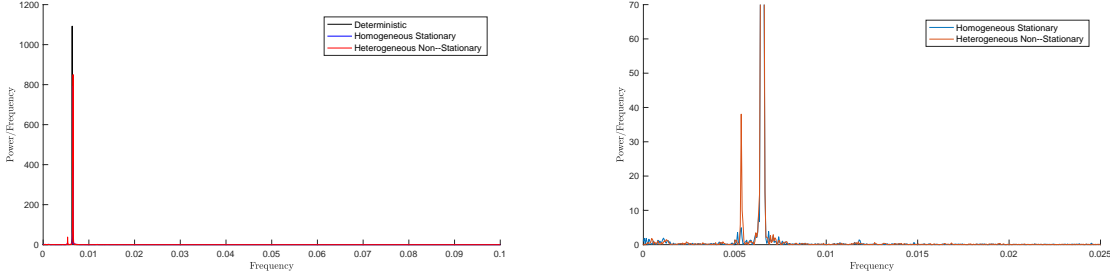 1200
1000
800
600
400
200
0
Power/Frequency
0 0.01 0.02 0.03 0.04 0.05 0.06 0.07 0.08 0.09 0.1
Frequency
Deterministic
Homogeneous Stationary
Heterogeneous Non--Stationary
70
60
50
40
30
20
10
0
Power/Frequency
0 0.005 0.01 0.015 0.02 0.025
Frequency
Homogeneous Stationary
Heterogeneous Non--Stationary